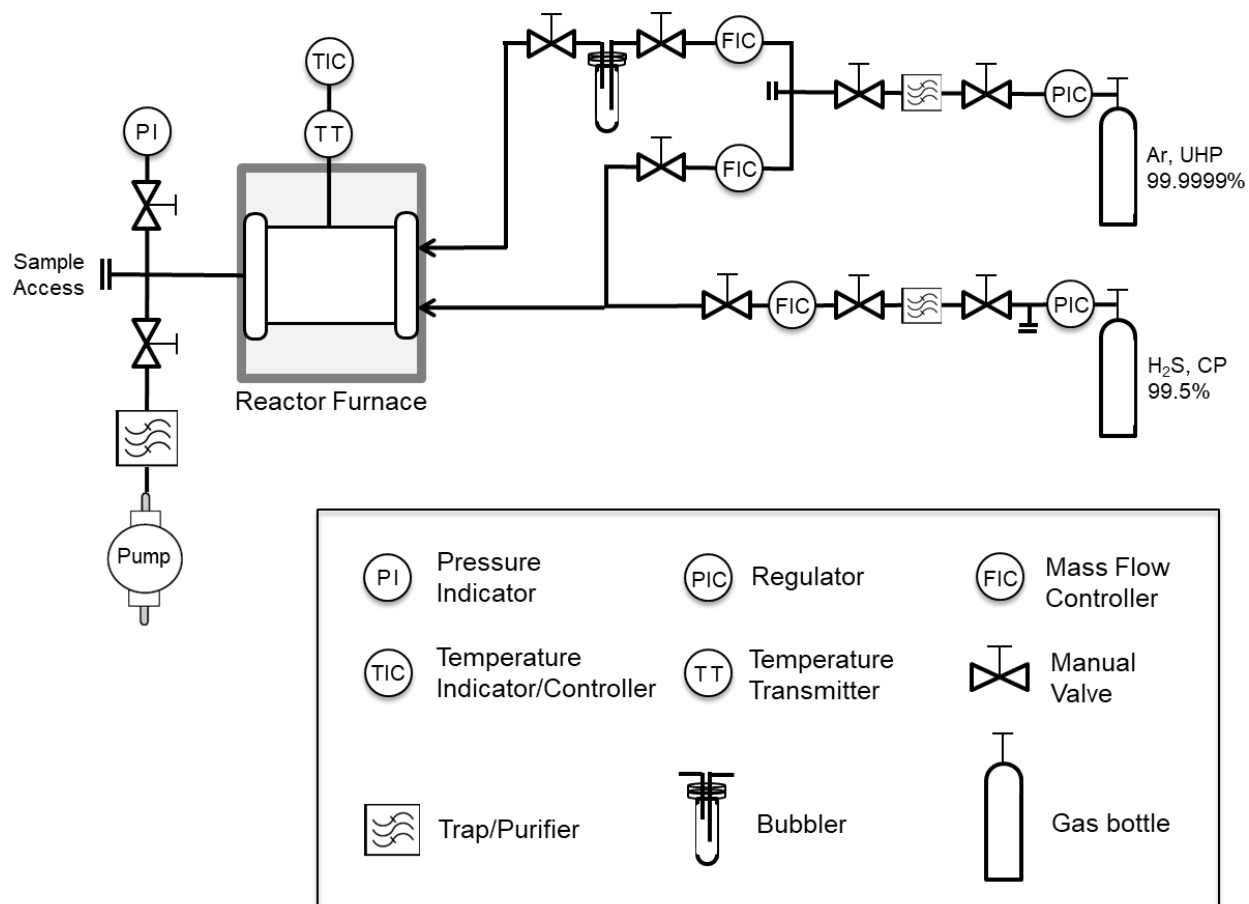 TIC
FIC
PI
TT
PIC
Ar, UHP
99.9999%
FIC
Sample
Access
FIC
PIC
H₂S, CP
99.5%
Reactor Furnace
Pump
PI
Pressure
Indicator
PIC
Regulator
FIC
Mass Flow
Controller
TIC
Temperature
Indicator/Controller
TT
Temperature
Transmitter
Manual
Valve
Trap/Purifier
Bubbler
Gas bottle